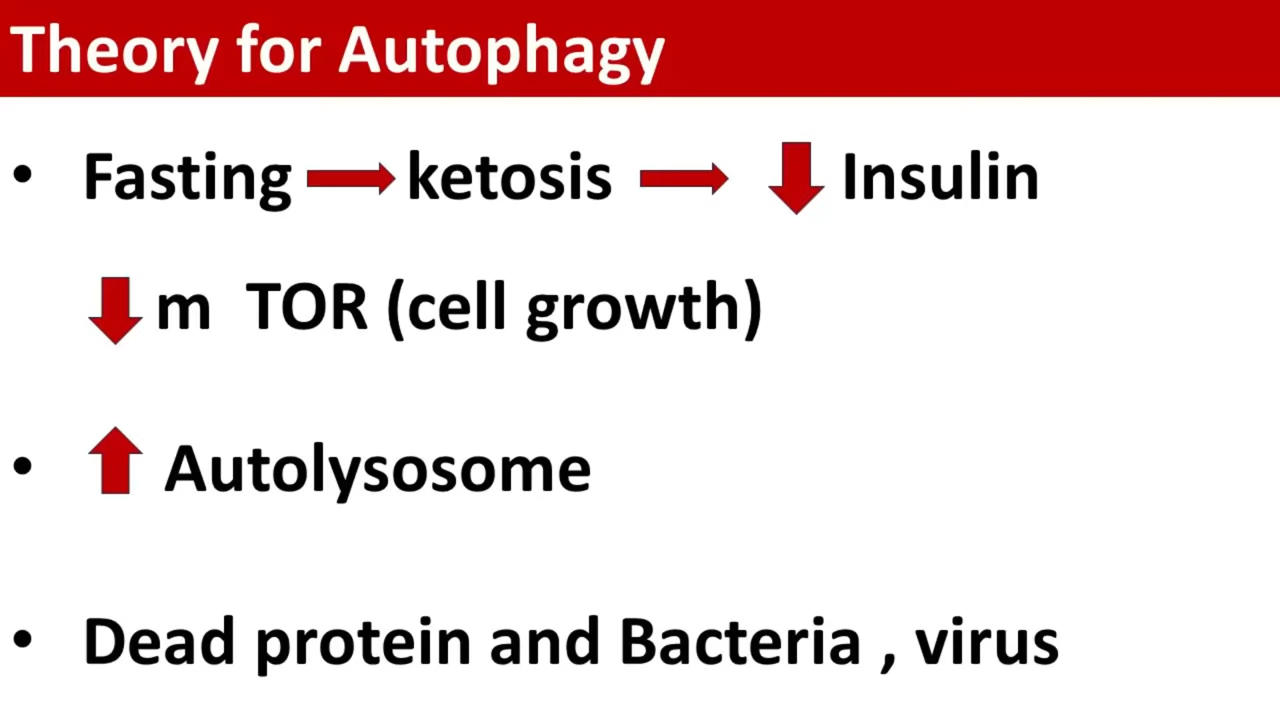 Theory for Autophagy
• Fasting → ketosis → ↓ Insulin
↓ m TOR (cell growth)
• ↑ Autolysosome
• Dead protein and Bacteria , virus